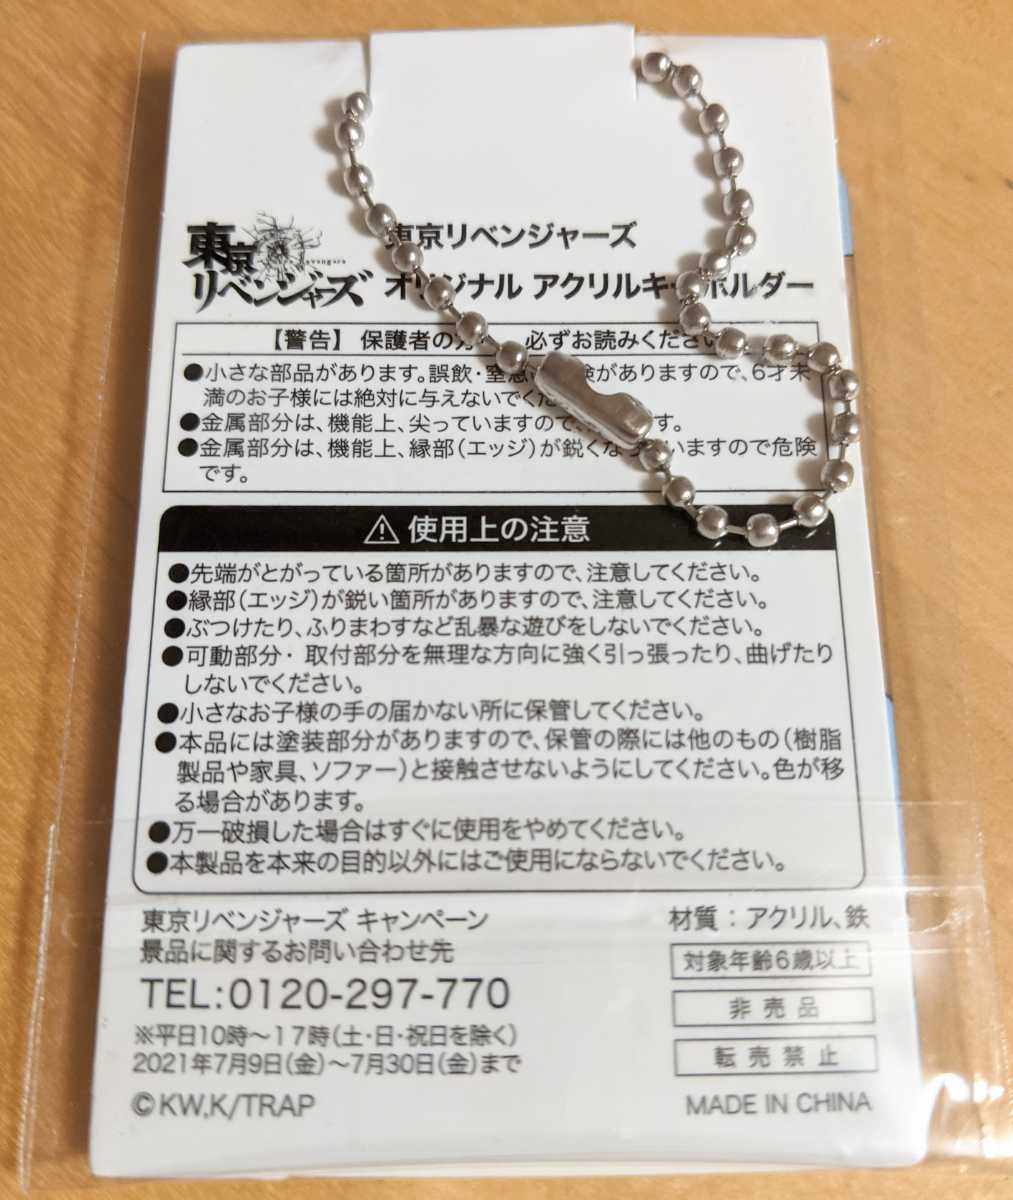 東京
リベンジャーズ
東京リベンジャーズ
オリジナル アクリルキーホルダー
【警告】 保護者の方 必ずお読みください
●小さな部品があります。誤飲・窒息 険がありますので、6才未
満のお子様には絶対に与えないでくだ
●金属部分は、機能上、尖っていますので、 す。
●金属部分は、機能上、縁部(エッジ)が鋭くなっていますので危険
です。
⚠使用上の注意
●先端がとがっている箇所がありますので、注意してください。
●縁部(エッジ)が鋭い箇所がありますので、注意してください。
●ぶつけたり、ふりまわすなど乱暴な遊びをしないでください。
●可動部分・取付部分を無理な方向に強く引っ張ったり、曲げたり
しないでください。
●小さなお子様の手の届かない所に保管してください。
●本品には塗装部分がありますので、保管の際には他のもの(樹脂
製品や家具、ソファー)と接触させないようにしてください。色が移
る場合があります。
●万一破損した場合はすぐに使用をやめてください。
●本製品を本来の目的以外にはご使用にならないでください。
東京リベンジャーズ キャンペーン
景品に関するお問い合わせ先
TEL:0120-297-770
※平日10時〜17時(土・日・祝日を除く)
2021年7月9日(金)〜7月30日(金)まで
©KW,K/TRAP
材質：アクリル、鉄
対象年齢6歳以上
非売品
転売禁止
MADE IN CHINA